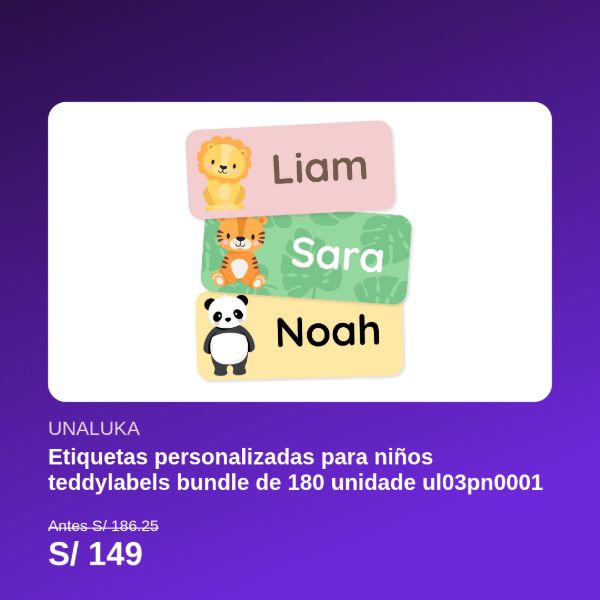 Liam
Sara
Noah
UNALUKA
Etiquetas personalizadas para niños
teddylabels bundle de 180 unidade ul03pn0001
Antes S/ 186.25
S/ 149